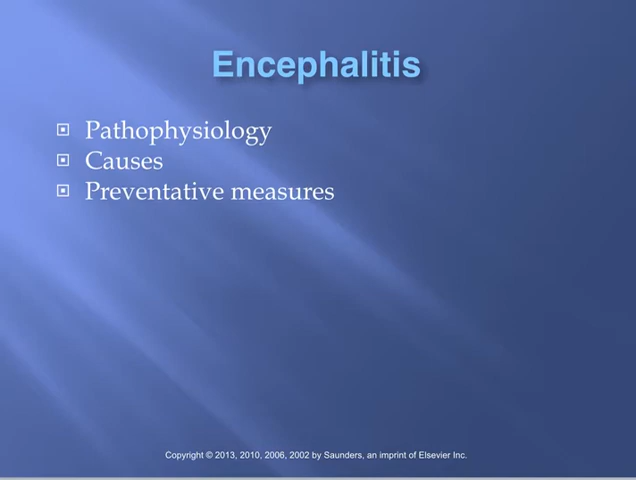 Encephalitis
Pathophysiology
Causes
Preventative measures
Copyright © 2013, 2010, 2006, 2002 by Saunders, an imprint of Elsevier Inc.